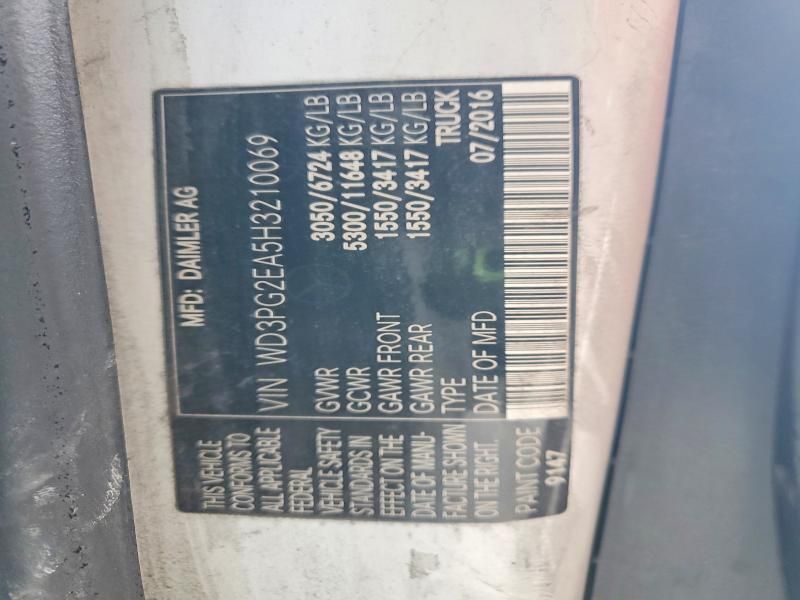 MFD: DAIMLER AG
VIN WD3PG2EA5H3210069
GVWR 3050/6724 KG/LB
GCWR 5300/11648 KG/LB
GAWR FRONT 1550/3417 KG/LB
GAWR REAR 1550/3417 KG/LB
TYPE TRUCK
DATE OF MFD 07/2016
THIS VEHICLE
CONFORMS TO
ALL APPLICABLE
FEDERAL
VEHICLE SAFETY
STANDARDS IN
EFFECT ON THE
DATE OF MANU-
FACTURE SHOWN
ON THE RIGHT.
PAINT CODE
9147